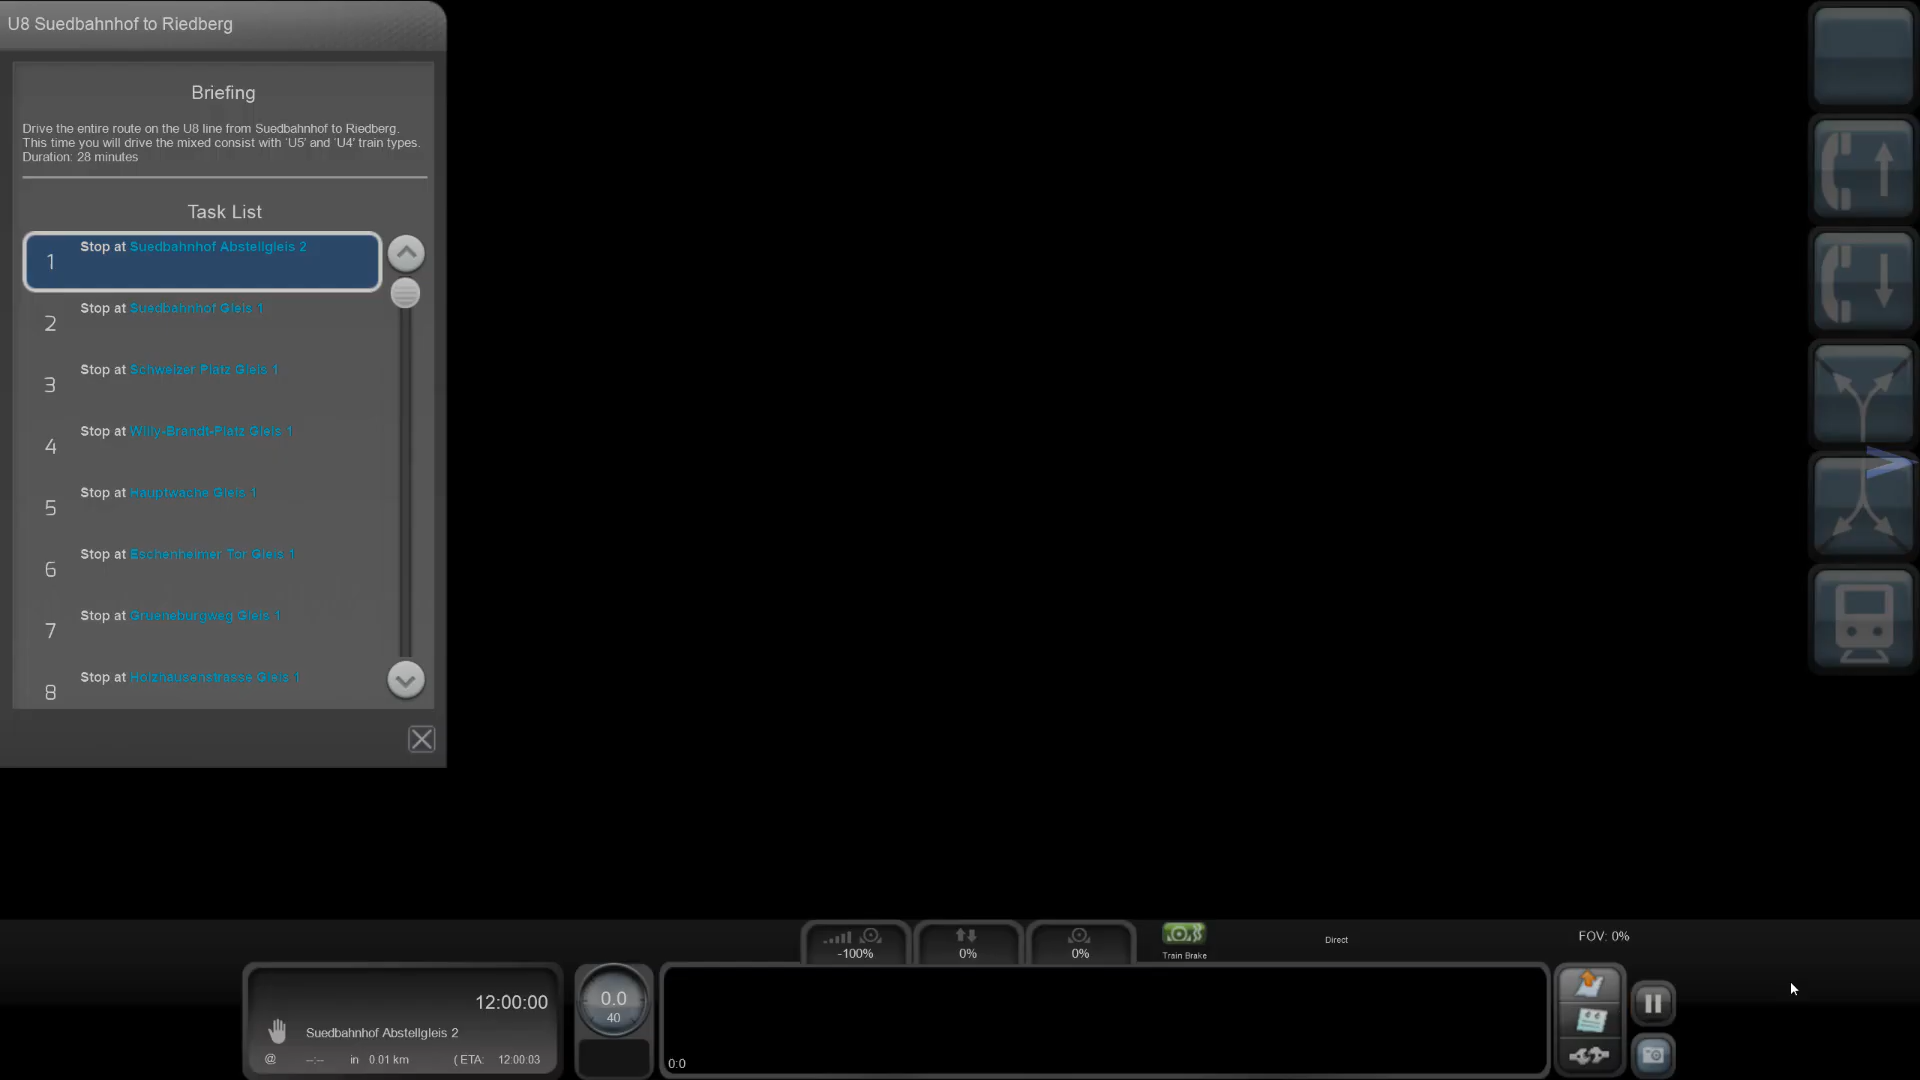 U8 Suedbahnhof to Riedberg
Briefing
Drive the entire route on the U8 line from Suedbahnhof to Riedberg.
This time you will drive the mixed consist with 'U5' and 'U4' train types.
Duration: 28 minutes
Task List
1 Stop at Suedbahnhof Abstellgleis 2
2 Stop at Suedbahnhof Gleis 1
3 Stop at Schweizer Platz Gleis 1
4 Stop at Willy-Brandt-Platz Gleis 1
5 Stop at Hauptwache Gleis 1
6 Stop at Eschenheimer Tor Gleis 1
7 Stop at Grueneburgweg Gleis 1
8 Stop at Holzhausenstrasse Gleis 1
-100%
0%
0%
Train Brake
Direct
FOV: 0%
12:00:00
Suedbahnhof Abstellgleis 2
@ --:-- in 0.01 km ( ETA: 12:00:03
0.0
40
0:0